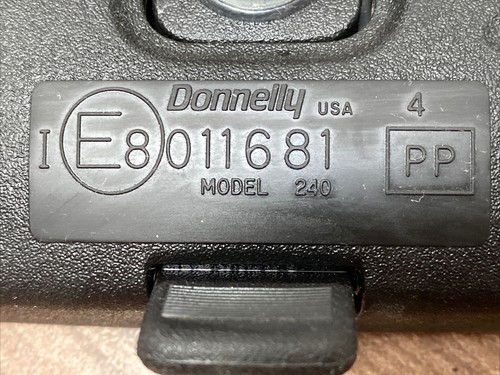 Donnelly USA 4
I E8 011681 PP
MODEL 240